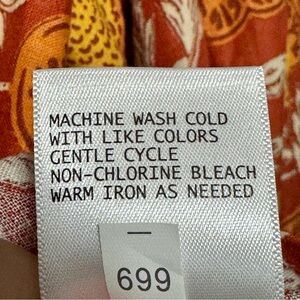 MACHINE WASH COLD
WITH LIKE COLORS
GENTLE CYCLE
NON-CHLORINE BLEACH
WARM IRON AS NEEDED
699